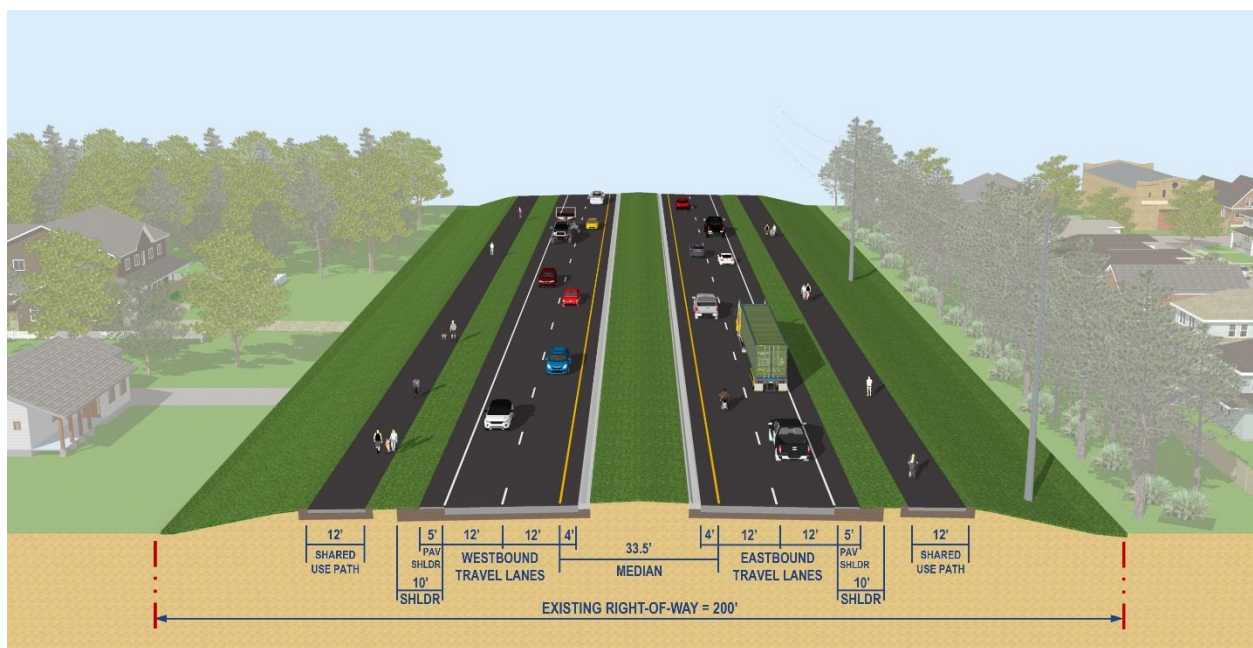 12' 5' 12' 12' 4' 4' 12' 12' 5' 12'
SHARED USE PATH
PAV SHLDR
WESTBOUND TRAVEL LANES
33.5'
MEDIAN
EASTBOUND TRAVEL LANES
PAV SHLDR
SHARED USE PATH
10'
SHLDR
10'
SHLDR
EXISTING RIGHT-OF-WAY = 200'